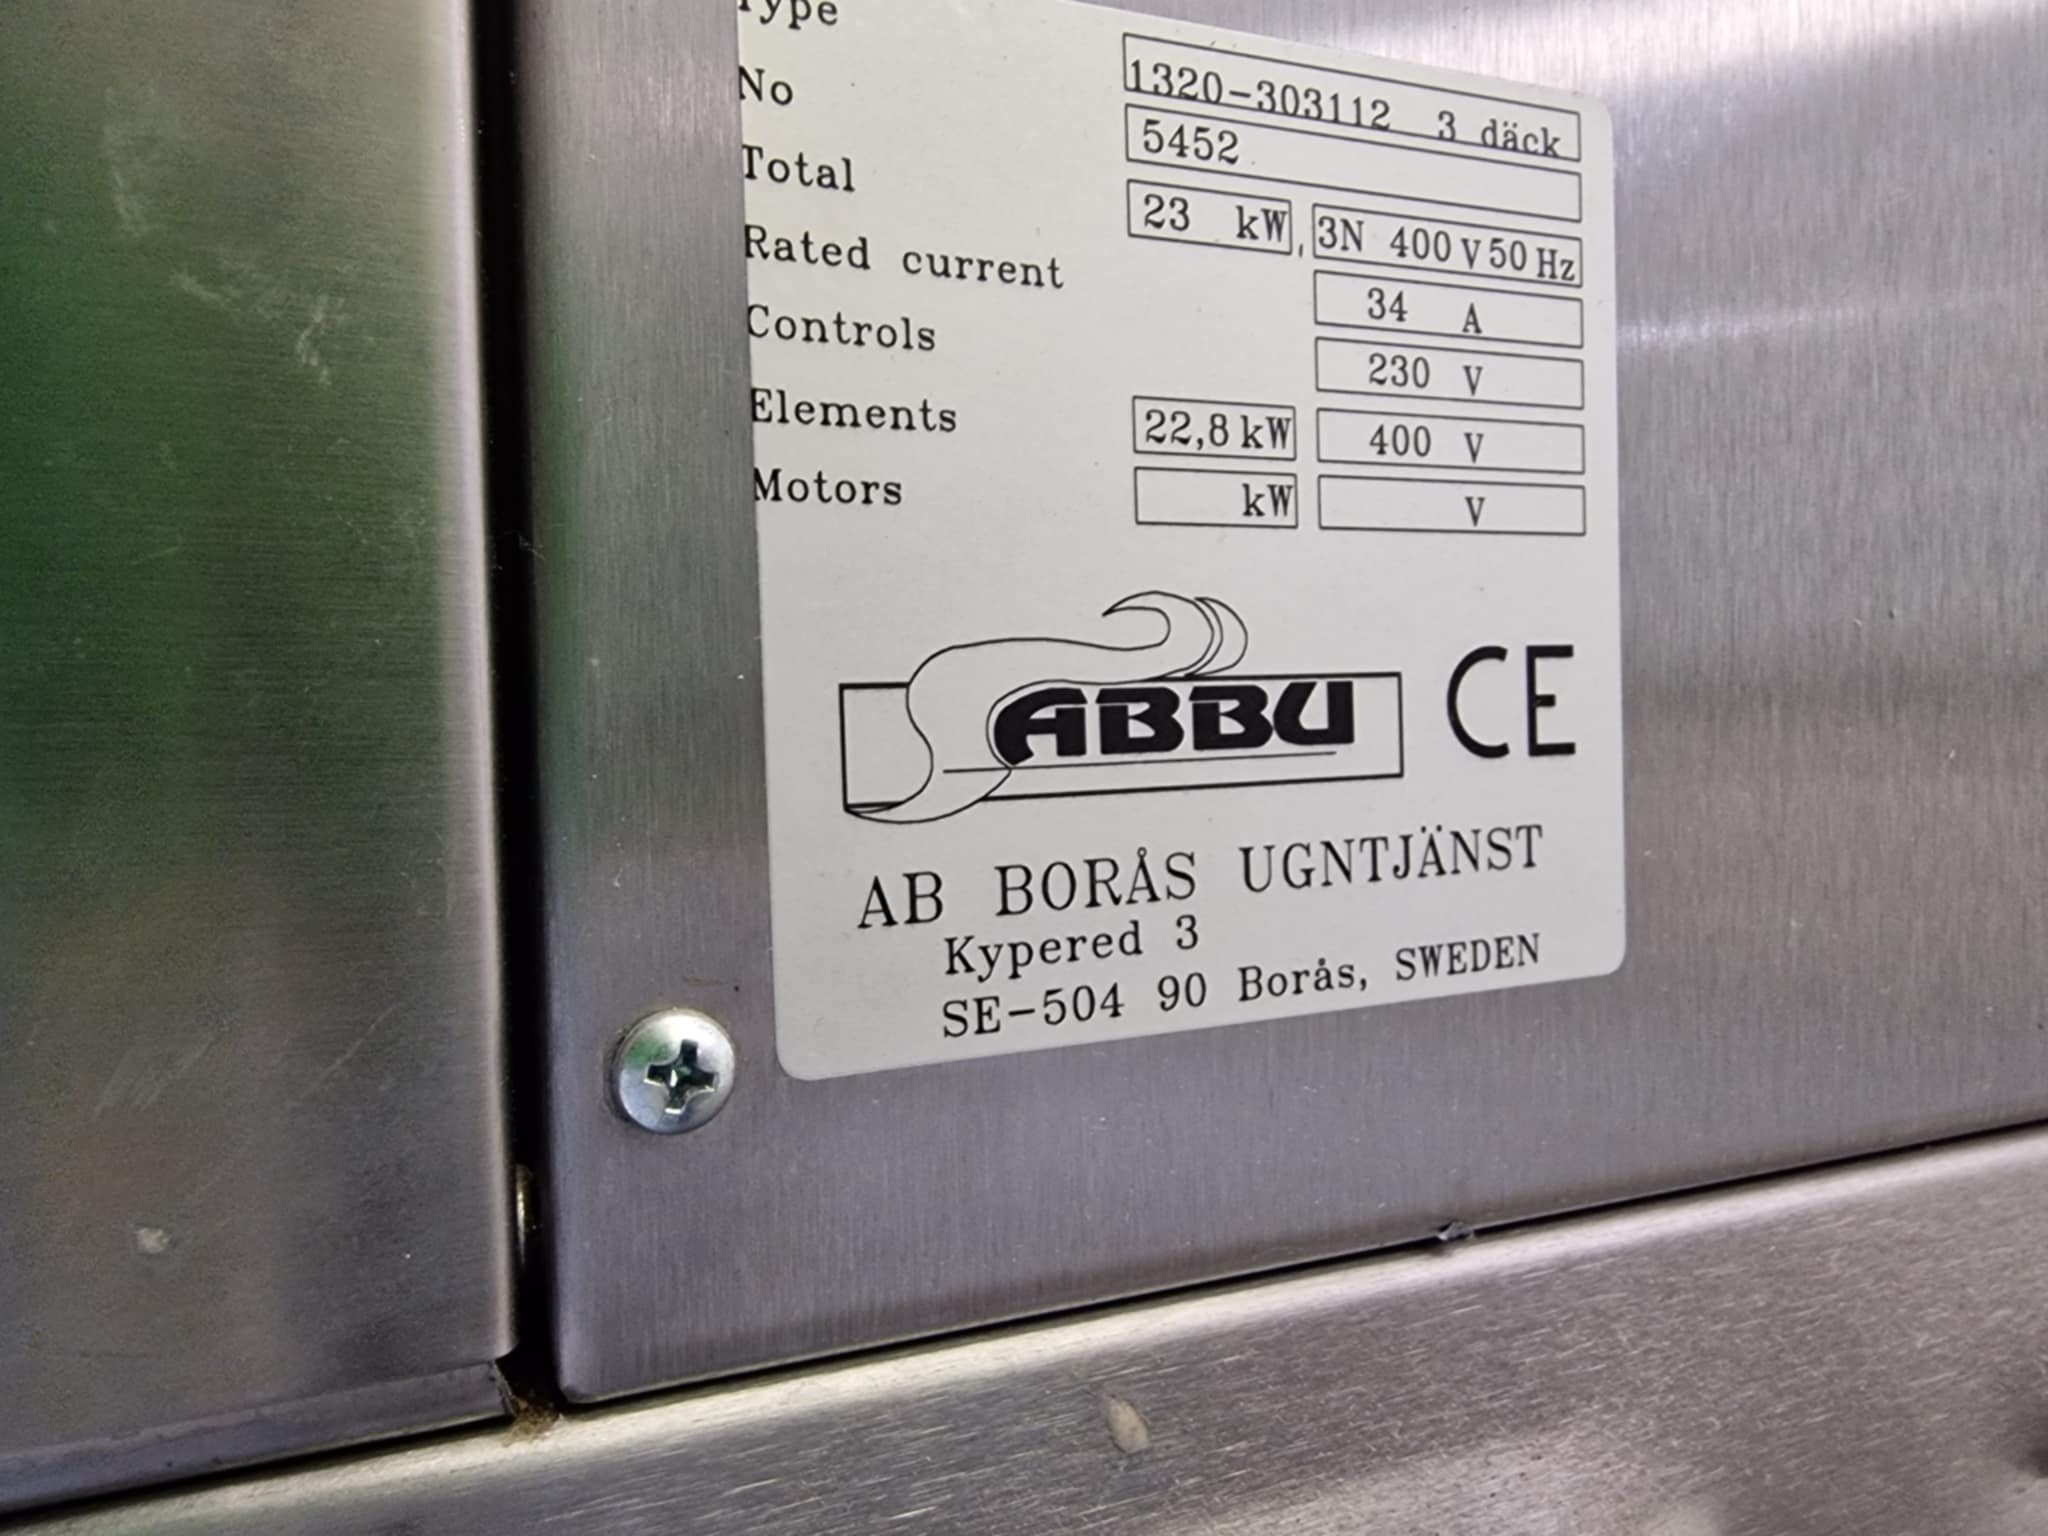 Type 1320-303112 3 däck
No 5452
Total 23 kW, 3N 400 V 50 Hz
Rated current 34 A
Controls 230 V
Elements 22,8 kW 400 V
Motors kW V
ABBU CE
AB BORÅS UGNTJÄNST
Kypered 3
SE-504 90 Borås, SWEDEN